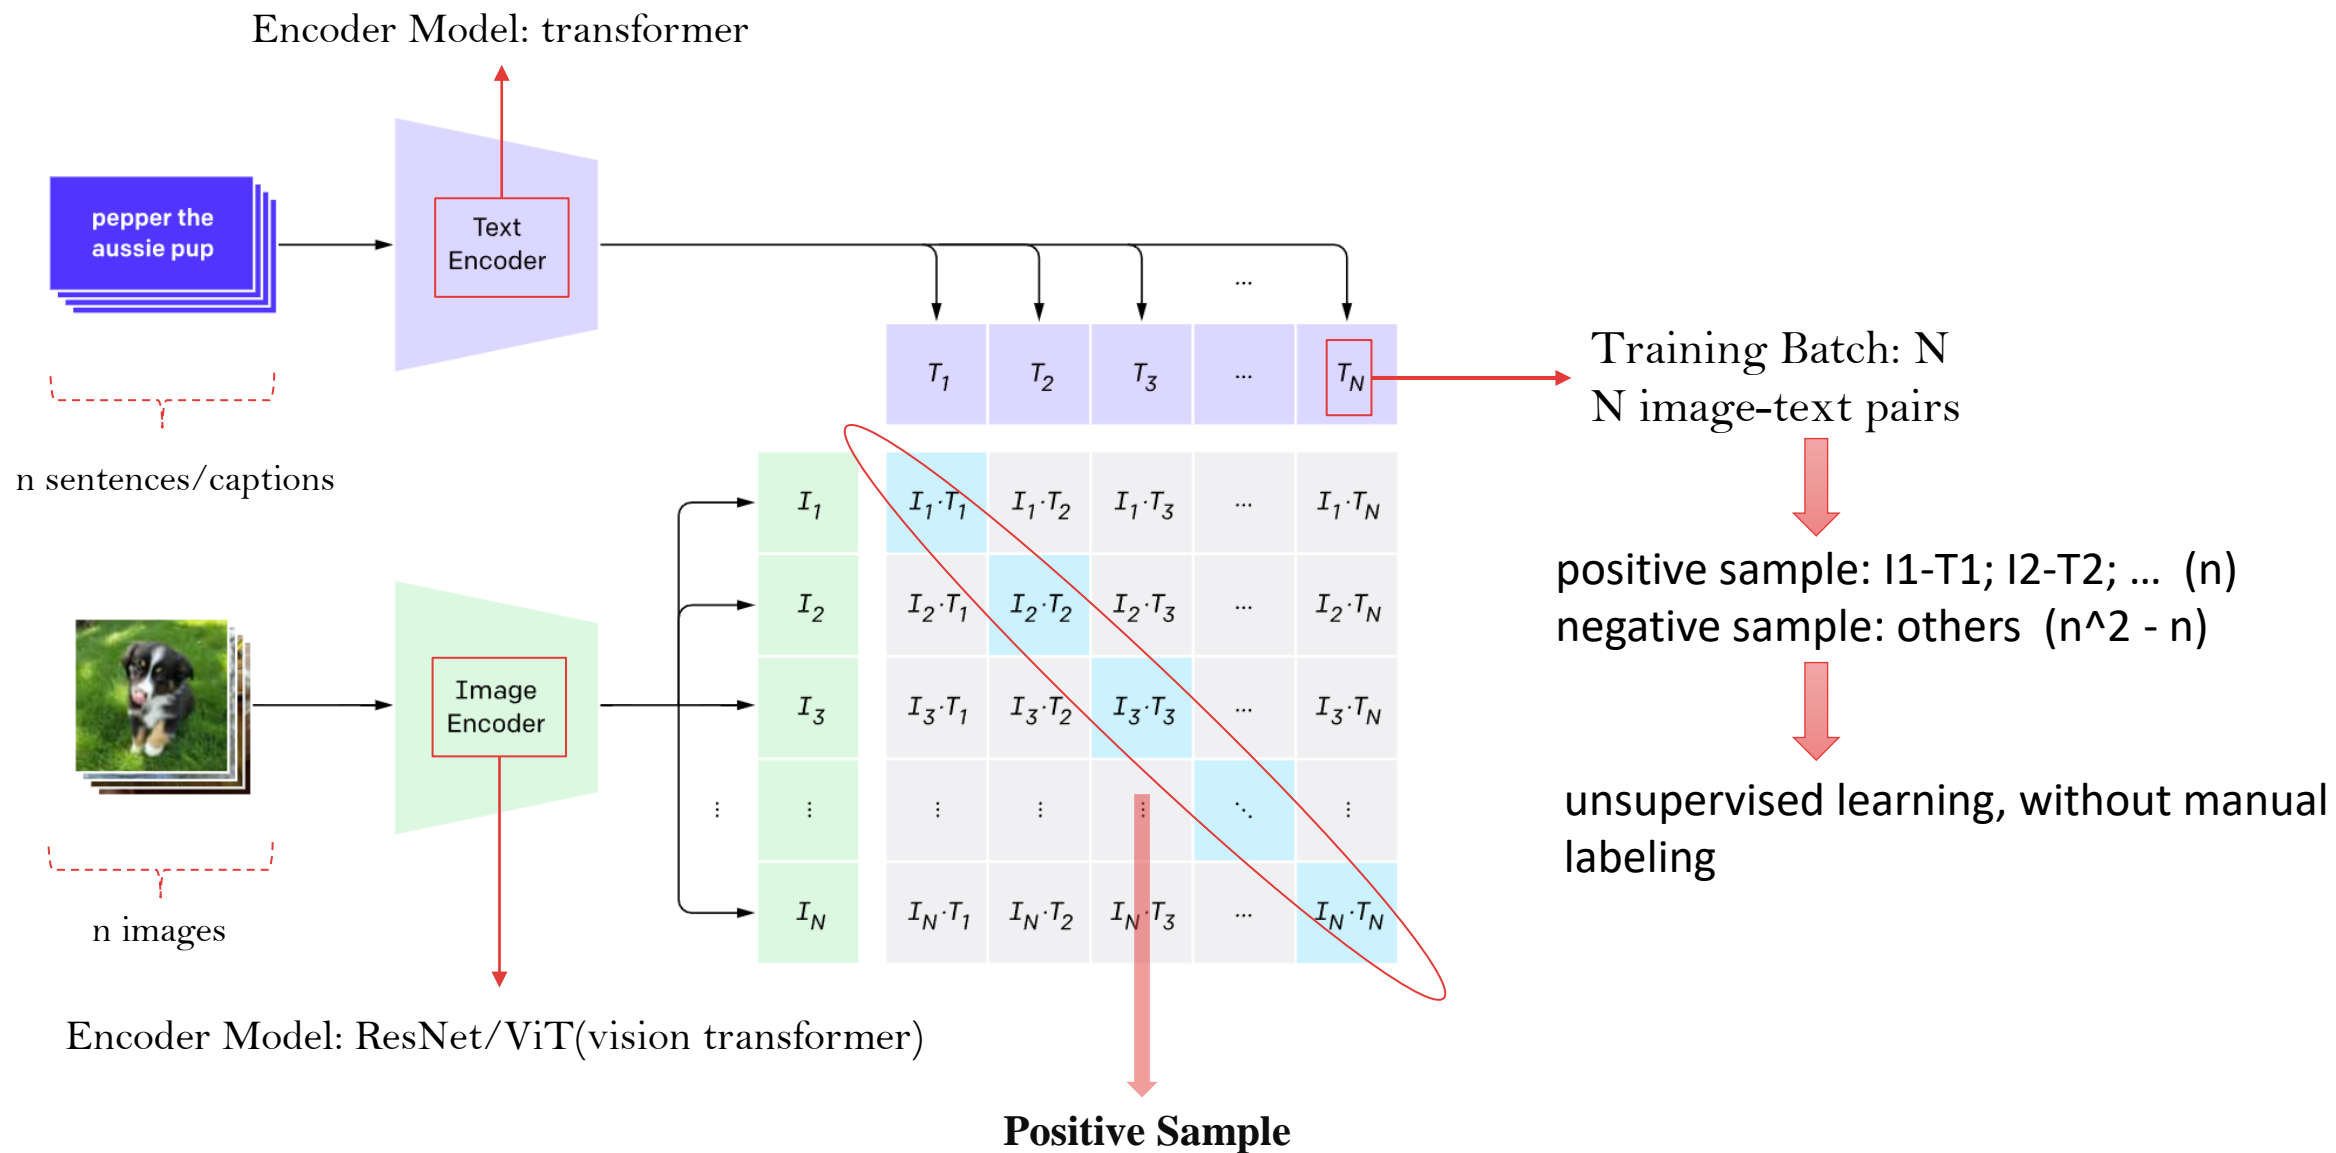 Encoder Model: transformer
pepper the
aussie pup
Text
Encoder
...
T1 T2 T3 ... TN
Training Batch: N
N image-text pairs
n sentences/captions
I1 I1·T1 I1·T2 I1·T3 ... I1·TN
positive sample: I1-T1; I2-T2; ... (n)
negative sample: others (n^2 - n)
I2 I2·T1 I2·T2 I2·T3 ... I2·TN
Image
Encoder
I3 I3·T1 I3·T2 I3·T3 ... I3·TN
⋮ ⋮ ⋮ ⋮ ⋮ ⋱ ⋮
unsupervised learning, without manual
labeling
IN IN·T1 IN·T2 IN·T3 ... IN·TN
n images
Encoder Model: ResNet/ViT(vision transformer)
Positive Sample